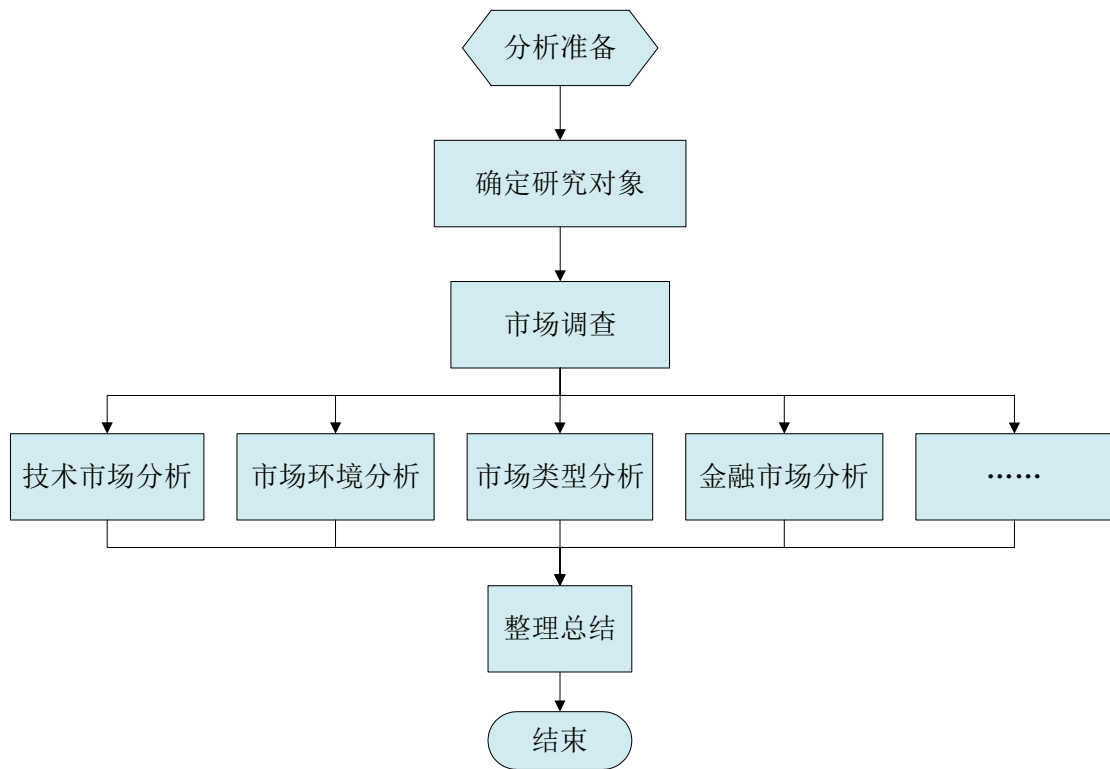 分析准备
确定研究对象
市场调查
技术市场分析
市场环境分析
市场类型分析
金融市场分析
……
整理总结
结束